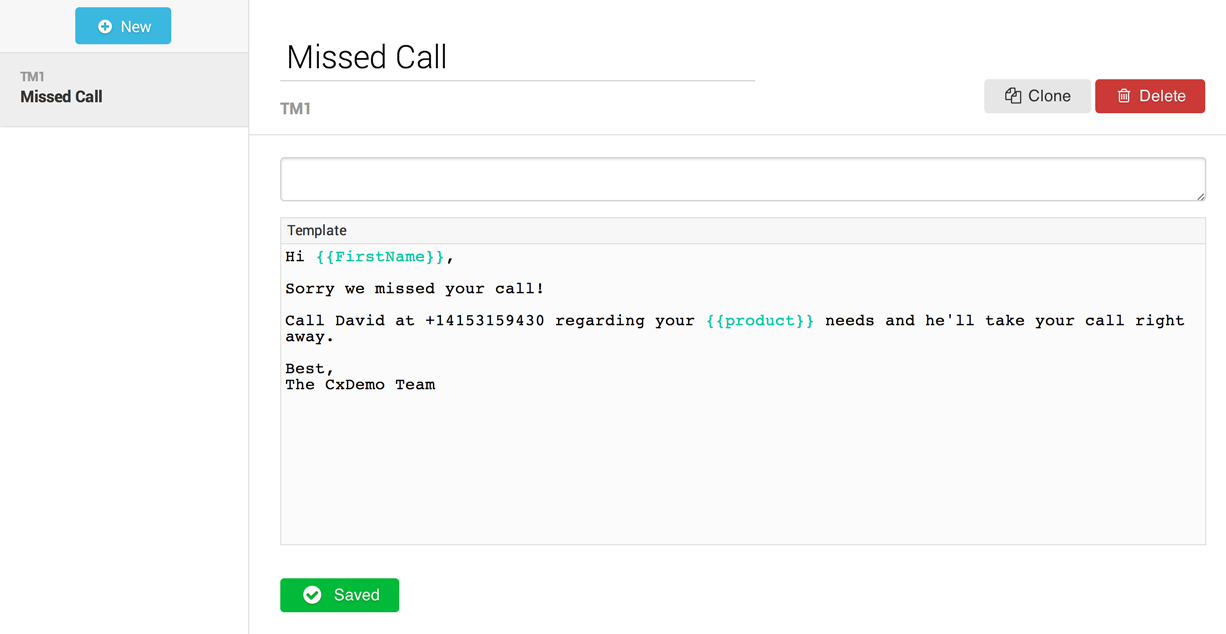 New
TM1
Missed Call
Missed Call
TM1
Clone
Delete
Template
Hi {{FirstName}},
Sorry we missed your call!
Call David at +14153159430 regarding your {{product}} needs and he'll take your call right
away.
Best,
The CxDemo Team
Saved